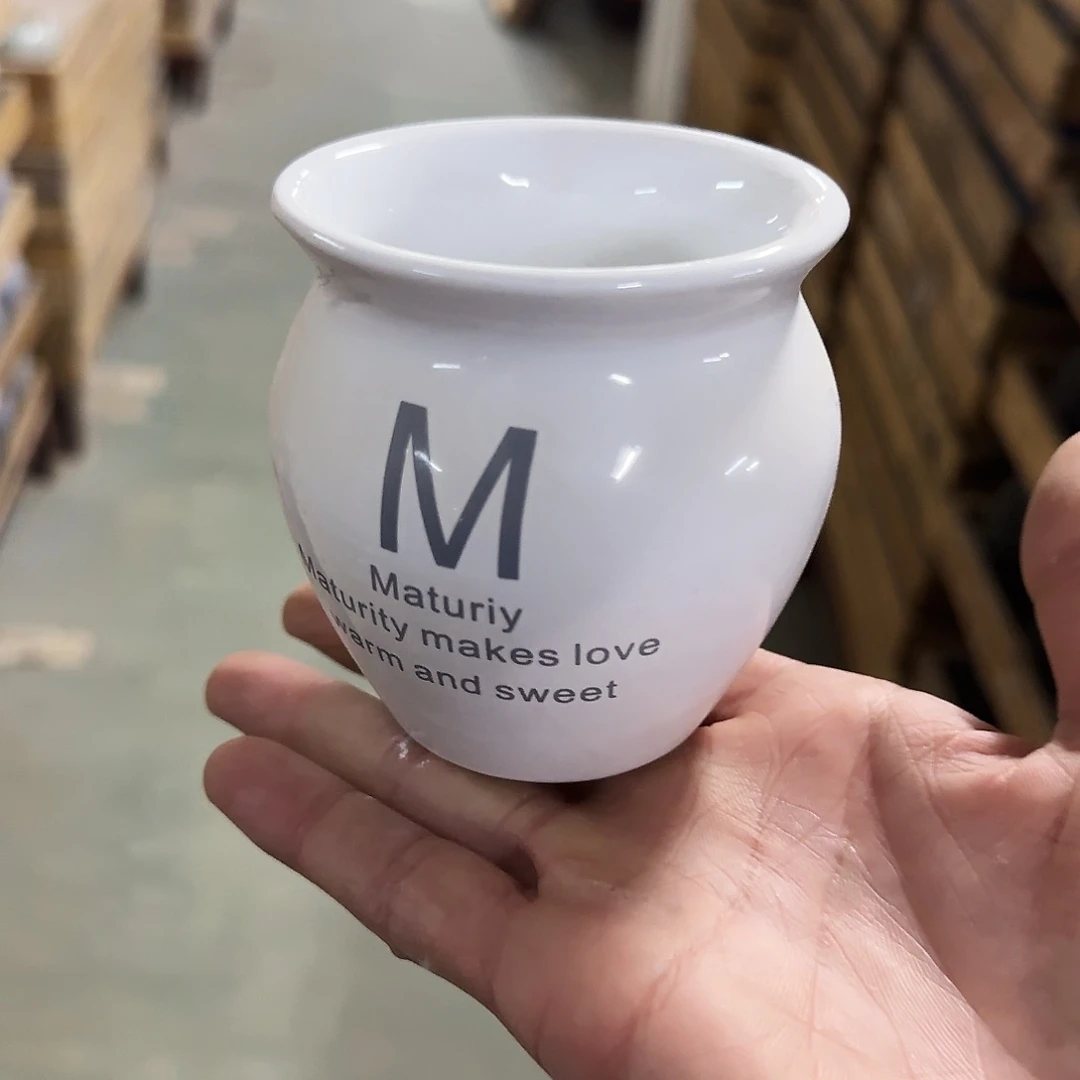 M
Maturiy
Maturity makes love
warm and sweet